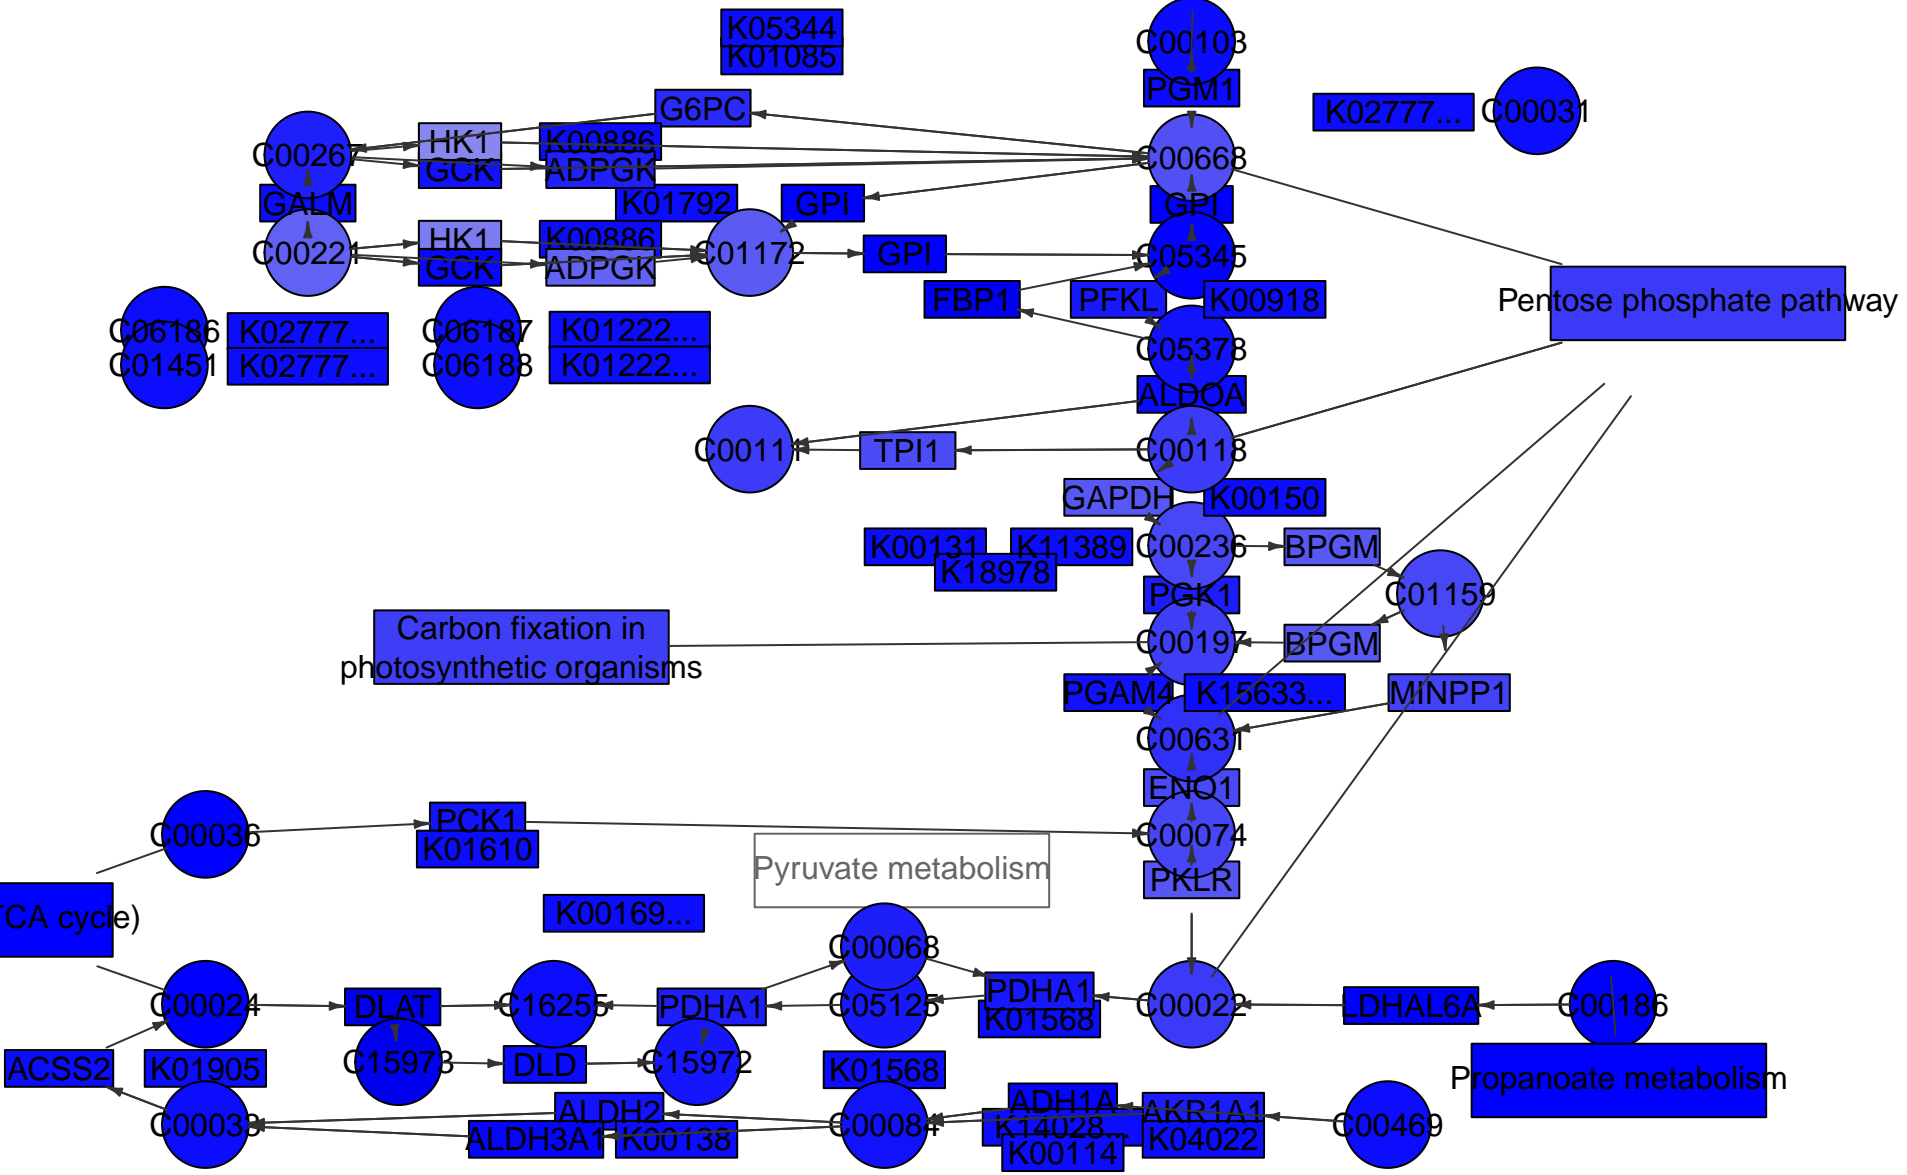 K05344
K01085
C00103
PGM1
K02777...
C00031
G6PC
C00267
HK1
K00886
GCK
ADPGK
C00668
GALM
K01792
GPI
GPI
C00221
HK1
K00886
GCK
ADPGK
C01172
GPI
C05345
FBP1
PFKL
K00918
Pentose phosphate pathway
C06186
K02777...
C06187
K01222...
C01451
K02777...
C06188
K01222...
C05378
ALDOA
C00111
TPI1
C00118
GAPDH
K00150
K00131
K11389
K18978
C00236
BPGM
PGK1
C01159
Carbon fixation in
photosynthetic organisms
C00197
BPGM
PGAM4
K15633...
MINPP1
C00631
ENO1
C00036
PCK1
K01610
C00074
Pyruvate metabolism
PKLR
TCA cycle)
K00169...
C00068
C00024
DLAT
C16255
PDHA1
C05125
PDHA1
K01568
C00022
LDHAL6A
C00186
ACSS2
K01905
C15973
DLD
C15972
K01568
Propanoate metabolism
C00033
ALDH2
ALDH3A1
K00138
C00084
ADH1A
K14028...
K00114
AKR1A1
K04022
C00469